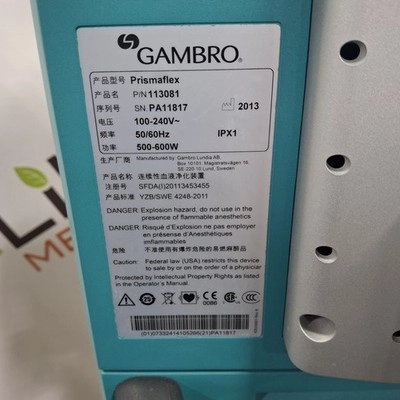 GAMBRO®
产品型号 Prismaflex
产品名 P/N 113081
序列号 SN PA11817 2013
电压 100-240V~
频率 50/60Hz IPX1
功率 500-600W
生产厂商 Manufactured by: Gambro Lundia AB
Box 10101, Magistratsvägen 16,
SE-220 10 Lund, Sweden
产品名称 连续性血液净化装置
注册号 SFDA(I)20113453455
产品标准 YZB/SWE 4248-2011
DANGER: Explosion hazard, do not use in the
presence of flammable anesthetics
DANGER: Risqué d'Explosion ne pas employer
en présence d'Anesthétiques
inflammables
危险 不准使用有爆炸危险的易燃麻醉品
Caution: Federal law (USA) restricts this device
to sale by or on the order of a physician
Protected by Intellectual Property Rights as listed
in the Operator's Manual.
25
0086
(01)07332414105266(21)PA11817